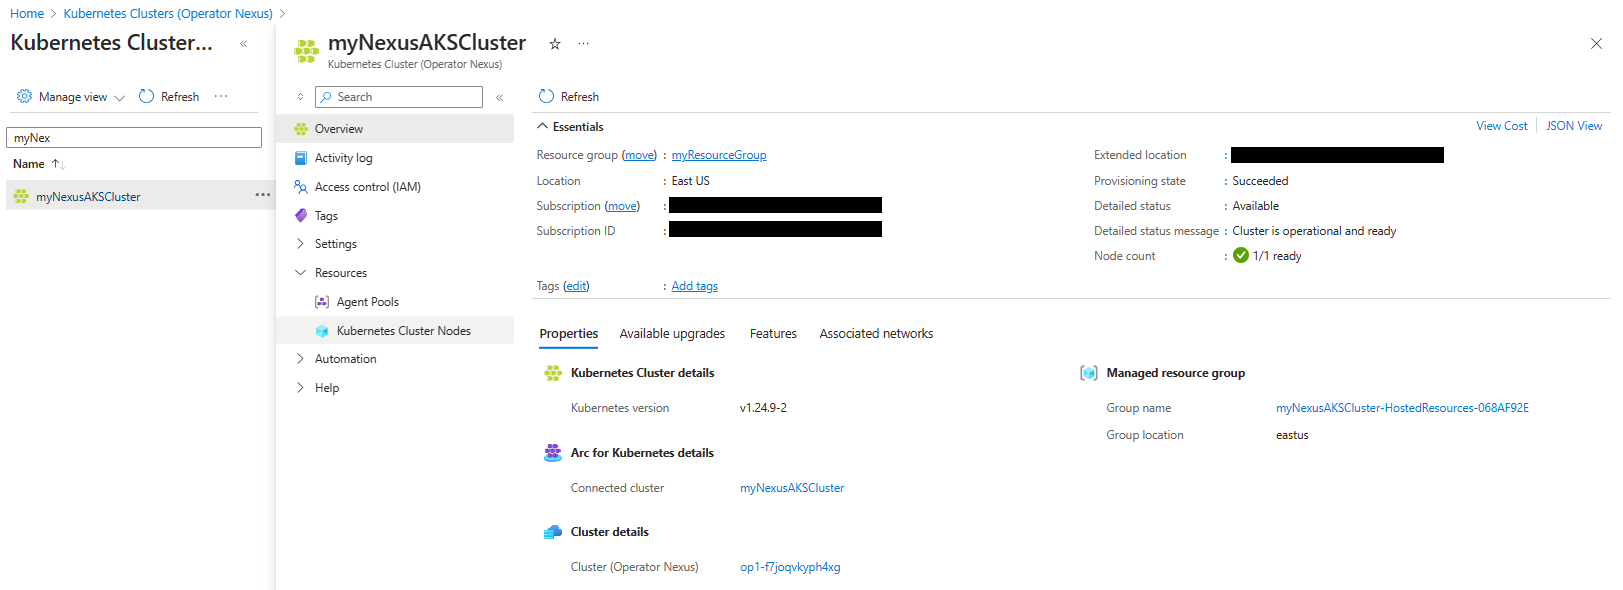 Home > Kubernetes Clusters (Operator Nexus) >
Kubernetes Cluster... «
Manage view Refresh ...
myNex
Name ↑↓
myNexusAKSCluster ...
myNexusAKSCluster ☆ ...
Kubernetes Cluster (Operator Nexus)
Search «
Overview
Activity log
Access control (IAM)
Tags
Settings
Resources
Agent Pools
Kubernetes Cluster Nodes
Automation
Help
Refresh
Essentials
View Cost | JSON View
Resource group (move) : myResourceGroup
Location : East US
Subscription (move) :
Subscription ID :
Tags (edit) : Add tags
Extended location :
Provisioning state : Succeeded
Detailed status : Available
Detailed status message : Cluster is operational and ready
Node count : 1/1 ready
Properties Available upgrades Features Associated networks
Kubernetes Cluster details
Kubernetes version v1.24.9-2
Arc for Kubernetes details
Connected cluster myNexusAKSCluster
Cluster details
Cluster (Operator Nexus) op1-f7joqvkyph4xg
Managed resource group
Group name myNexusAKSCluster-HostedResources-068AF92E
Group location eastus